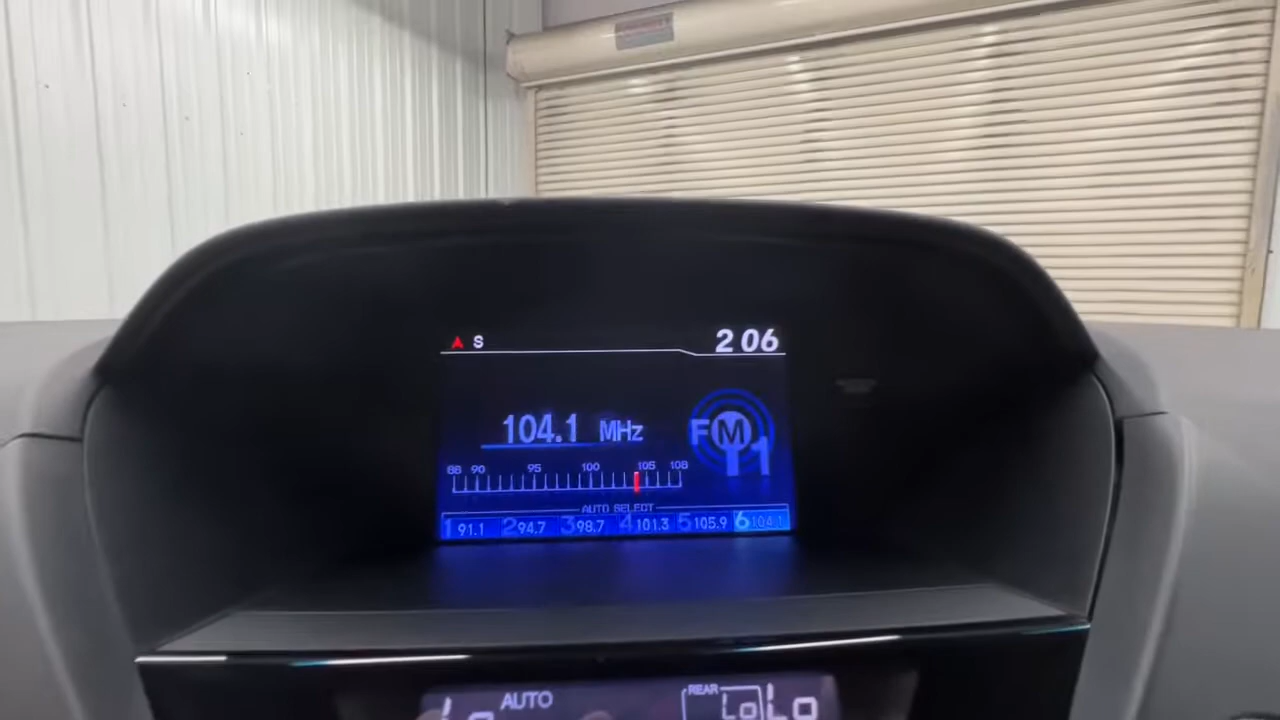 S 2 06
104.1 MHz FM 1
88 90 95 100 105 108
AUTO SELECT
1 91.1 2 94.7 3 98.7 4 101.3 5 105.9 6 104.1
Lo AUTO REAR Lo Lo